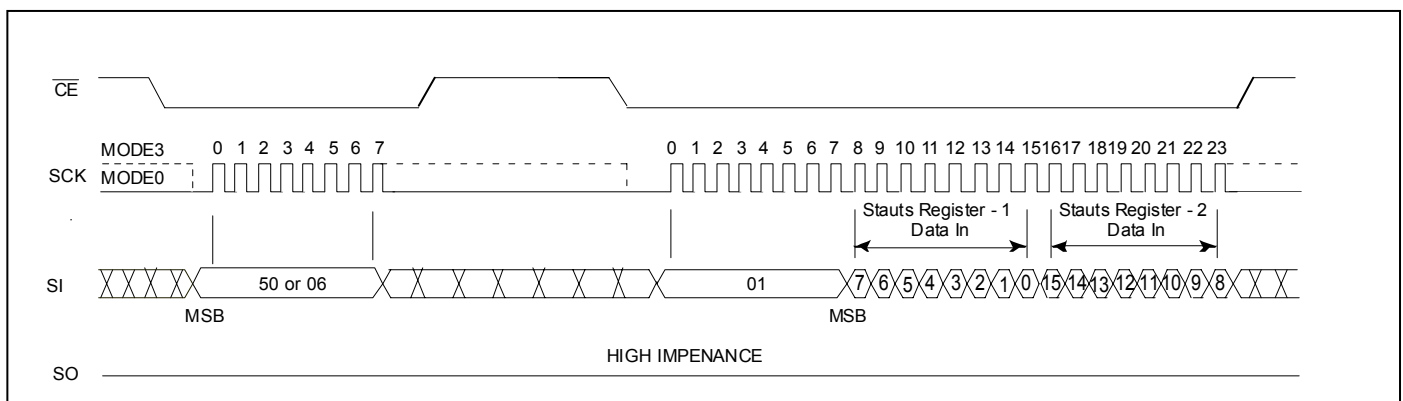 CE
MODE3
0 1 2 3 4 5 6 7
0 1 2 3 4 5 6 7 8 9 10 11 12 13 14 15 16 17 18 19 20 21 22 23
SCK
MODE0
Stauts Register - 1
Data In
Stauts Register - 2
Data In
SI
50 or 06
01
7 6 5 4 3 2 1 0 15 14 13 12 11 10 9 8
MSB
MSB
HIGH IMPENANCE
SO